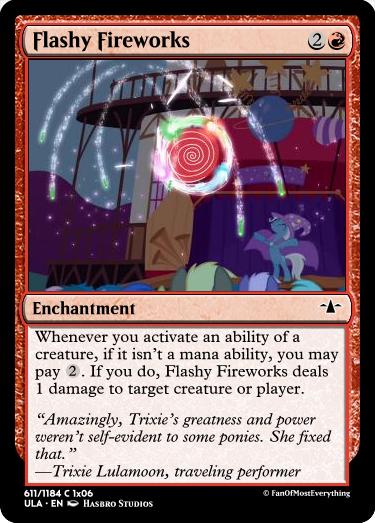 Flashy Fireworks 2
Enchantment
Whenever you activate an ability of a
creature, if it isn't a mana ability, you may
pay 2. If you do, Flashy Fireworks deals
1 damage to target creature or player.
“Amazingly, Trixie's greatness and power
weren't self-evident to some ponies. She fixed
that.”
—Trixie Lulamoon, traveling performer
611/1184 C 1x06
ULA • EN Hasbro Studios
© FanOfMostEverything